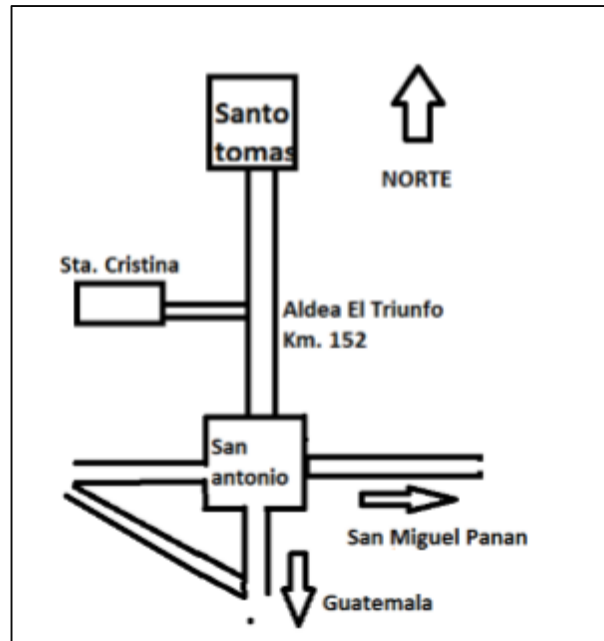 Santo
tomas
NORTE
Sta. Cristina
Aldea El Triunfo
Km. 152
San
antonio
San Miguel Panan
Guatemala